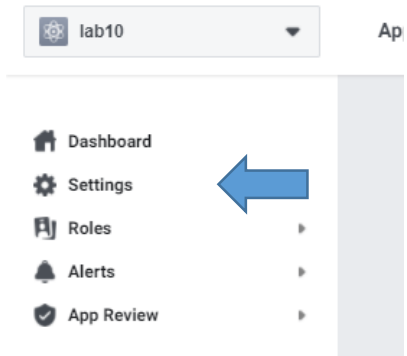 lab10
Ap
Dashboard
Settings
Roles
Alerts
App Review